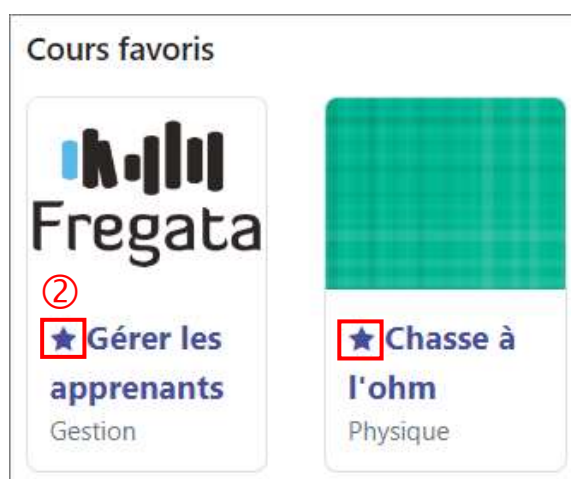 Cours favoris
Fregata
②
★ Gérer les
apprenants
Gestion
★ Chasse à
l'ohm
Physique